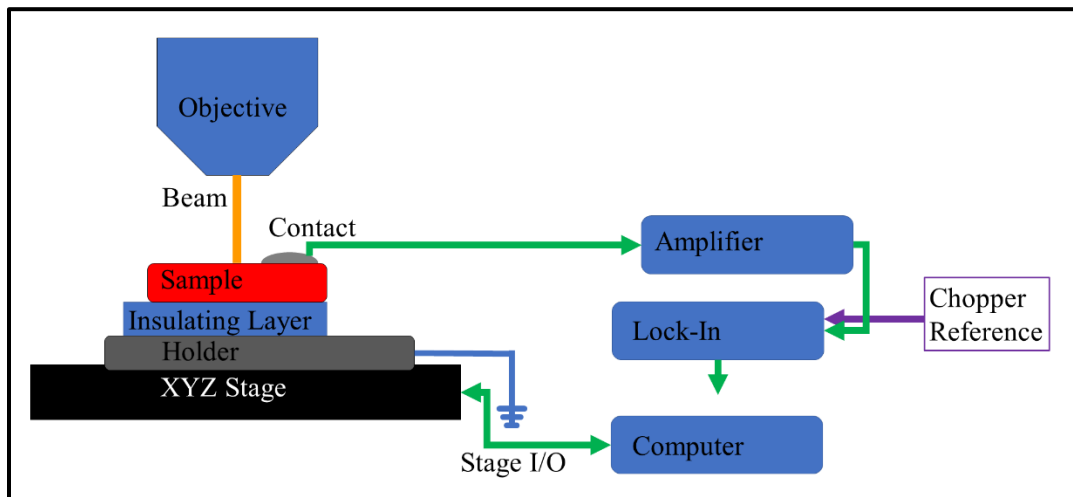 Objective
Beam
Contact
Amplifier
Sample
Chopper
Reference
Insulating Layer
Lock-In
Holder
XYZ Stage
Computer
Stage I/O